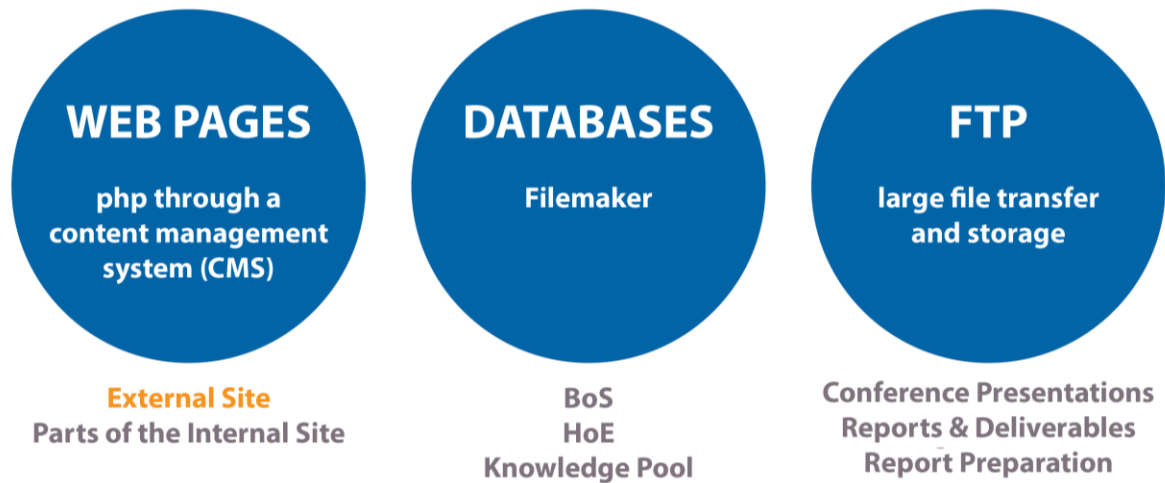 WEB PAGES
php through a
content management
system (CMS)
External Site
Parts of the Internal Site
DATABASES
Filemaker
BoS
HoE
Knowledge Pool
FTP
large file transfer
and storage
Conference Presentations
Reports & Deliverables
Report Preparation